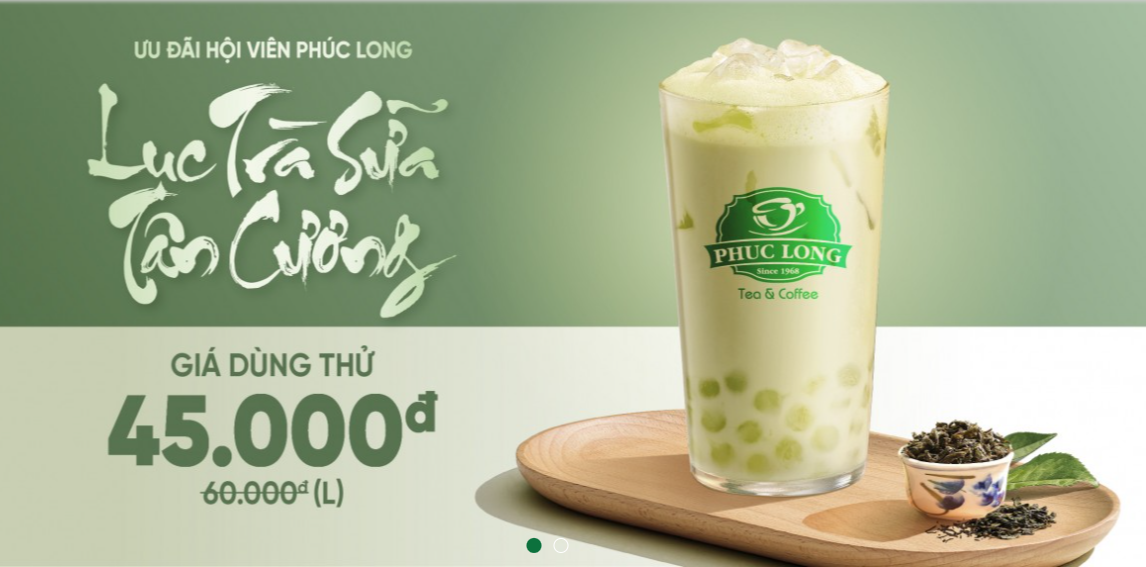 ƯU ĐÃI HỘI VIÊN PHÚC LONG
Lục Trà Sữa
Tân Cương
GIÁ DÙNG THỬ
45.000đ
60.000đ (L)
PHUC LONG
Since 1968
Tea & Coffee